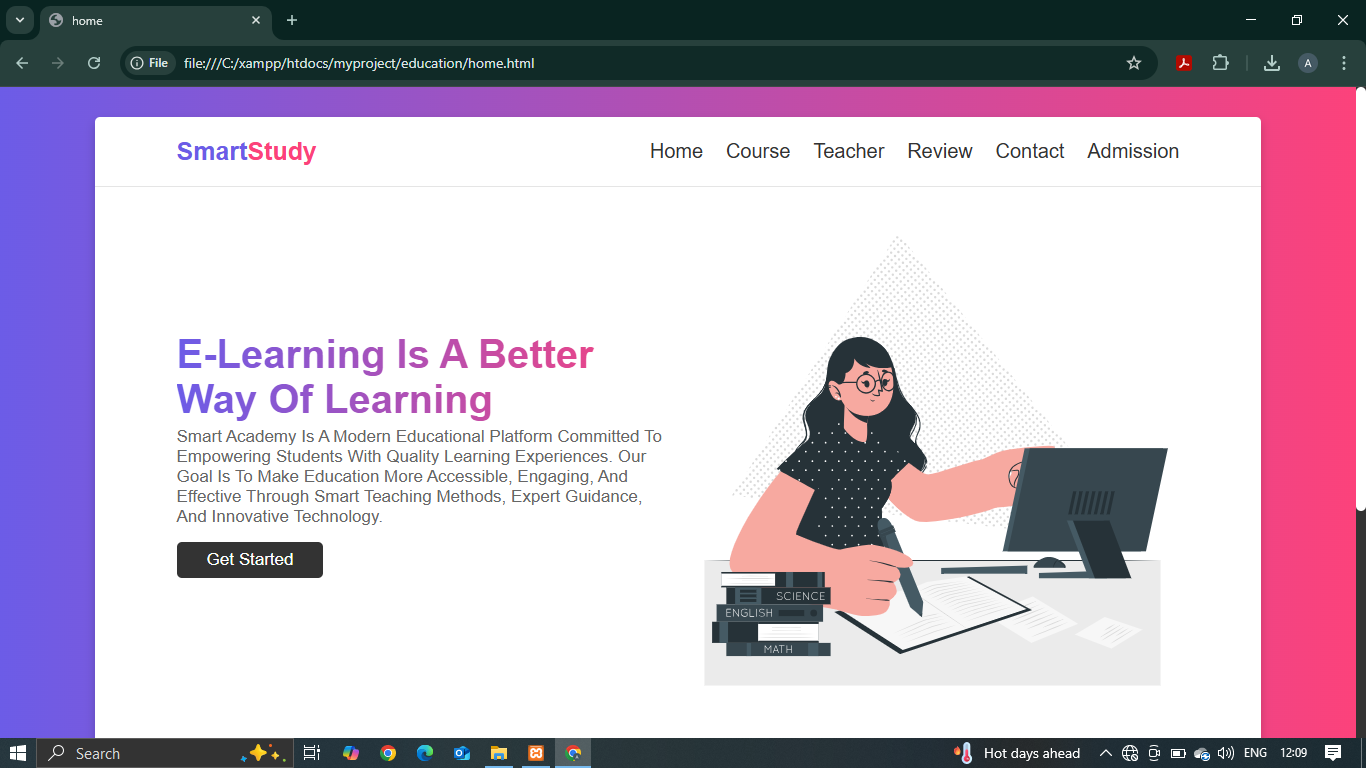 home
File
file:///C:/xampp/htdocs/myproject/education/home.html
A
SmartStudy
Home Course Teacher Review Contact Admission
E-Learning Is A Better
Way Of Learning
Smart Academy Is A Modern Educational Platform Committed To
Empowering Students With Quality Learning Experiences. Our
Goal Is To Make Education More Accessible, Engaging, And
Effective Through Smart Teaching Methods, Expert Guidance,
And Innovative Technology.
Get Started
SCIENCE
ENGLISH
MATH
Search
Hot days ahead
ENG
12:09